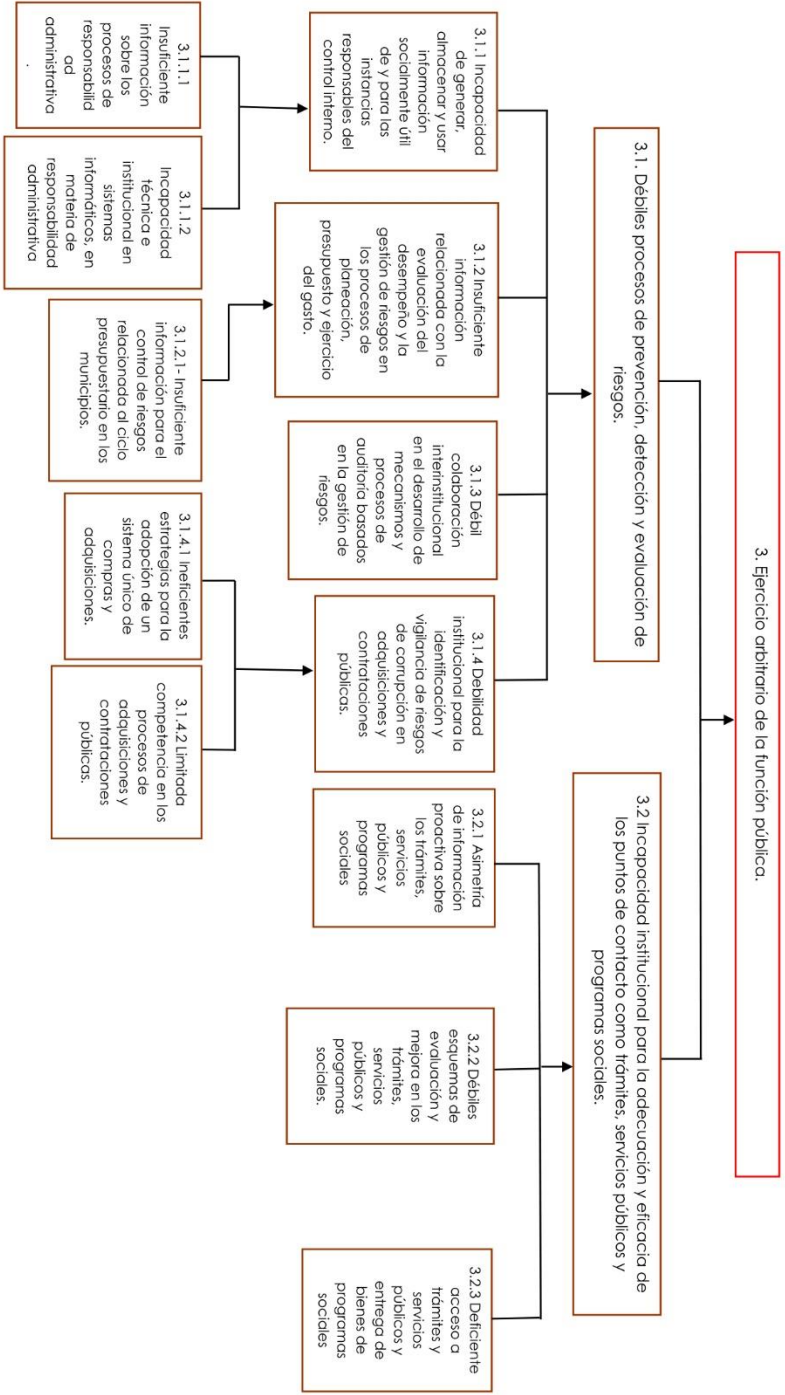 3. Ejercicio arbitrario de la función pública.
3.1. Débiles procesos de prevención, detección y evaluación de
riesgos.
3.2 Incapacidad institucional para la adecuación y eficacia de
los puntos de contacto como trámites, servicios públicos y
programas sociales.
3.1.1 Incapacidad
de generar,
almacenar y usar
información
socialmente útil
de y para las
instancias
responsables del
control interno.
3.1.2 Insuficiente
información
relacionada con la
evaluación del
desempeño y la
gestión de riesgos en
los procesos de
planeación,
presupuesto y ejercicio
del gasto.
3.1.3 Débil
colaboración
interinstitucional
en el desarrollo de
mecanismos y
procesos de
auditoría basados
en la gestión de
riesgos.
3.1.4 Debilidad
institucional para la
identificación y
vigilancia de riesgos
de corrupción en
adquisiciones y
contrataciones
públicas.
3.2.1 Asimetría
de información
proactiva sobre
los trámites,
servicios
públicos y
programas
sociales
3.2.2 Débiles
esquemas de
evaluación y
mejora en los
trámites,
servicios
públicos y
programas
sociales.
3.2.3 Deficiente
acceso a
trámites y
servicios
públicos y
entrega de
bienes de
programas
sociales
3.1.1.1
Insuficiente
información
sobre los
procesos de
responsabilid
ad
administrativa
.
3.1.1.2
Incapacidad
técnica e
institucional en
sistemas
informáticos, en
materia de
responsabilidad
administrativa
3.1.2.1- Insuficiente
información para el
control de riesgos
relacionada al ciclo
presupuestario en los
municipios.
3.1.4.1 Ineficientes
estrategias para la
adopción de un
sistema único de
compras y
adquisiciones.
3.1.4.2 Limitada
competencia en los
procesos de
adquisiciones y
contrataciones
públicas.